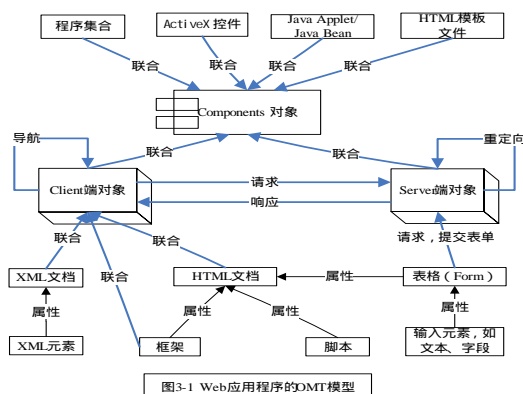 程序集合
ActiveX 控件
Java Applet/
Java Bean
HTML模板
文件
联合
联合
联合
联合
Components 对象
导航
联合
联合
重定向
Client端对象
请求
响应
Server端对象
联合
联合
联合
请求，提交表单
XML文档
HTML文档
属性
表格（Form）
属性
属性
属性
属性
XML元素
框架
脚本
输入元素，如
文本、字段
图3-1 Web应用程序的OMT模型